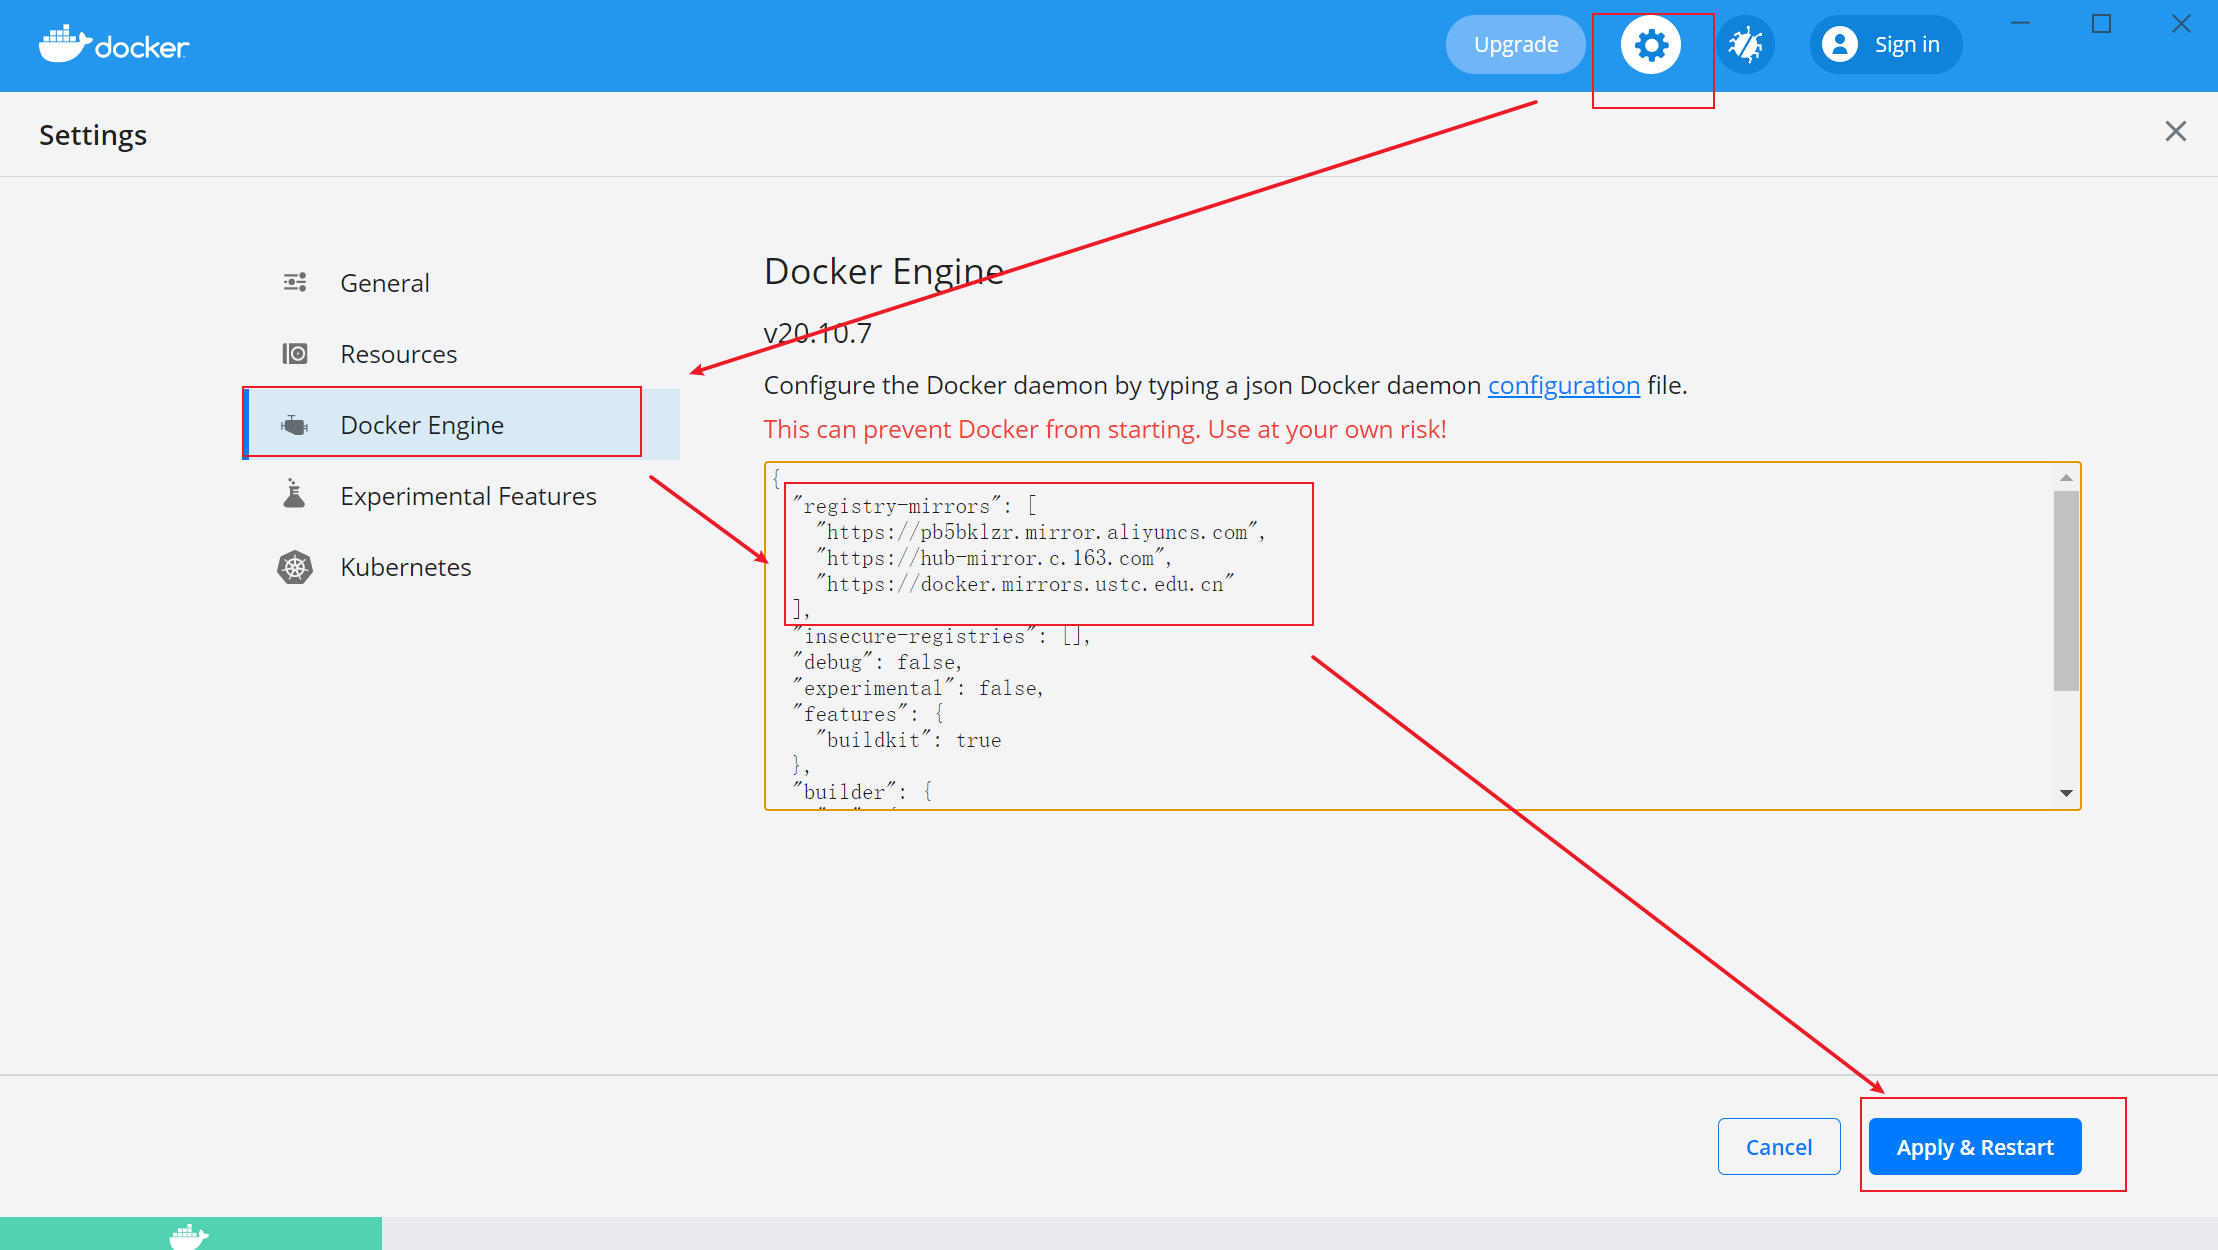 docker
Upgrade
Sign in
Settings
General
Resources
Docker Engine
Experimental Features
Kubernetes
Docker Engine
v20.10.7
Configure the Docker daemon by typing a json Docker daemon configuration file.
This can prevent Docker from starting. Use at your own risk!
{
  "registry-mirrors": [
    "https://pb5bklzr.mirror.aliyuncs.com",
    "https://hub-mirror.c.163.com",
    "https://docker.mirrors.ustc.edu.cn"
  ],
  "insecure-registries": [],
  "debug": false,
  "experimental": false,
  "features": {
    "buildkit": true
  },
  "builder": {
Cancel
Apply & Restart